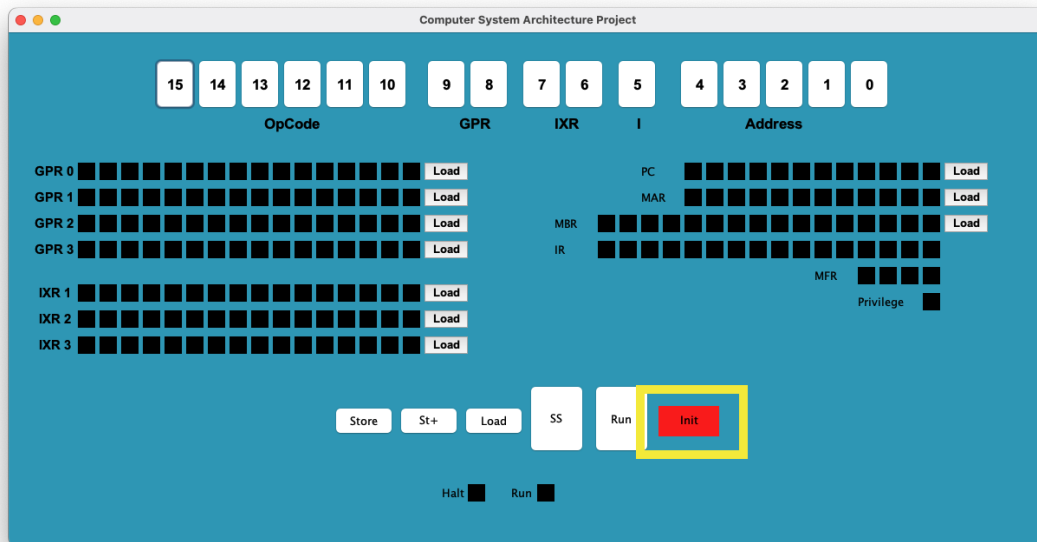 Computer System Architecture Project
15 14 13 12 11 10 9 8 7 6 5 4 3 2 1 0
OpCode GPR IXR I Address
GPR 0 Load PC Load
GPR 1 Load MAR Load
GPR 2 Load MBR Load
GPR 3 Load IR
MFR
IXR 1 Load Privilege
IXR 2 Load
IXR 3 Load
Store St+ Load SS Run Init
Halt Run